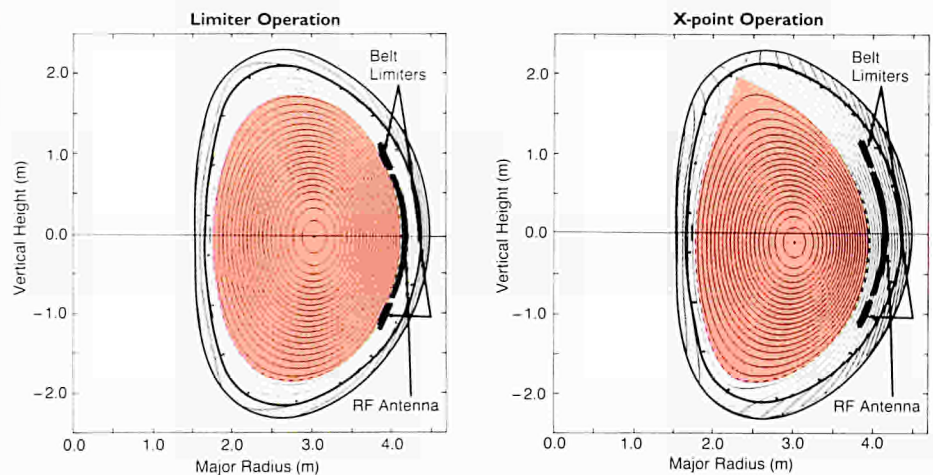 Limiter Operation
Belt
Limiters
2.0
1.0
0.0
– 1.0
– 2.0
Vertical Height (m)
RF Antenna
0.0 1.0 2.0 3.0 4.0
Major Radius (m)
X-point Operation
Belt
Limiters
2.0
1.0
0.0
– 1.0
– 2.0
Vertical Height (m)
RF Antenna
0.0 1.0 2.0 3.0 4.0
Major Radius (m)